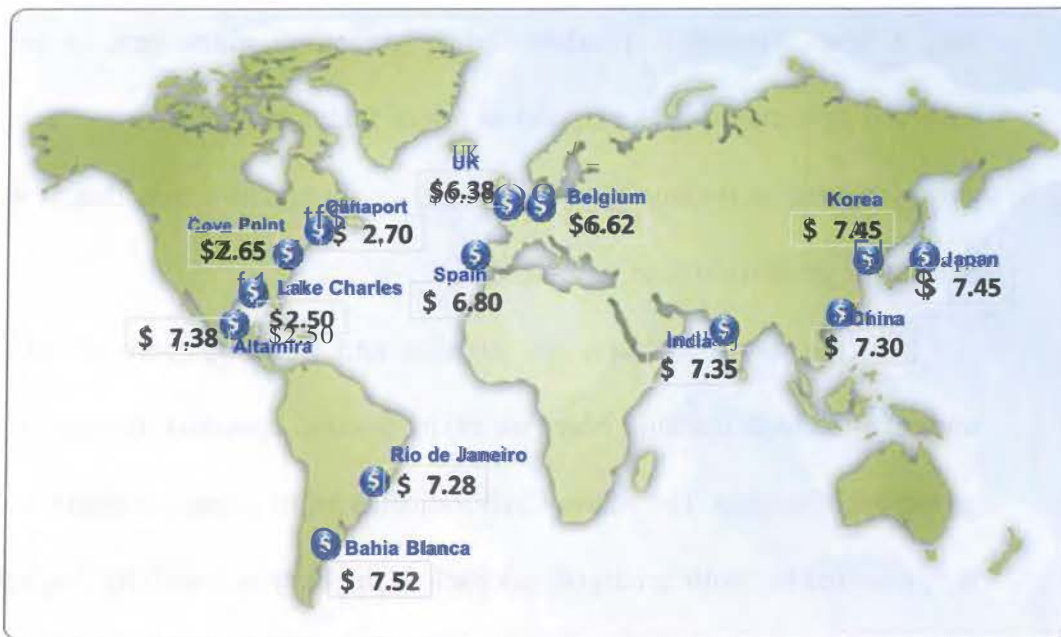 UK
$6.38
Belgium
$6.62
Korea
$ 7.45
Canaport
$ 2,70
Cove Point
$2.65
Japan
$ 7.45
Spain
$ 6.80
Lake Charles
$2.50
$ 7.38
Altamira
China
$ 7.30
India
$ 7.35
Rio de Janeiro
$ 7.28
Bahia Blanca
$ 7.52